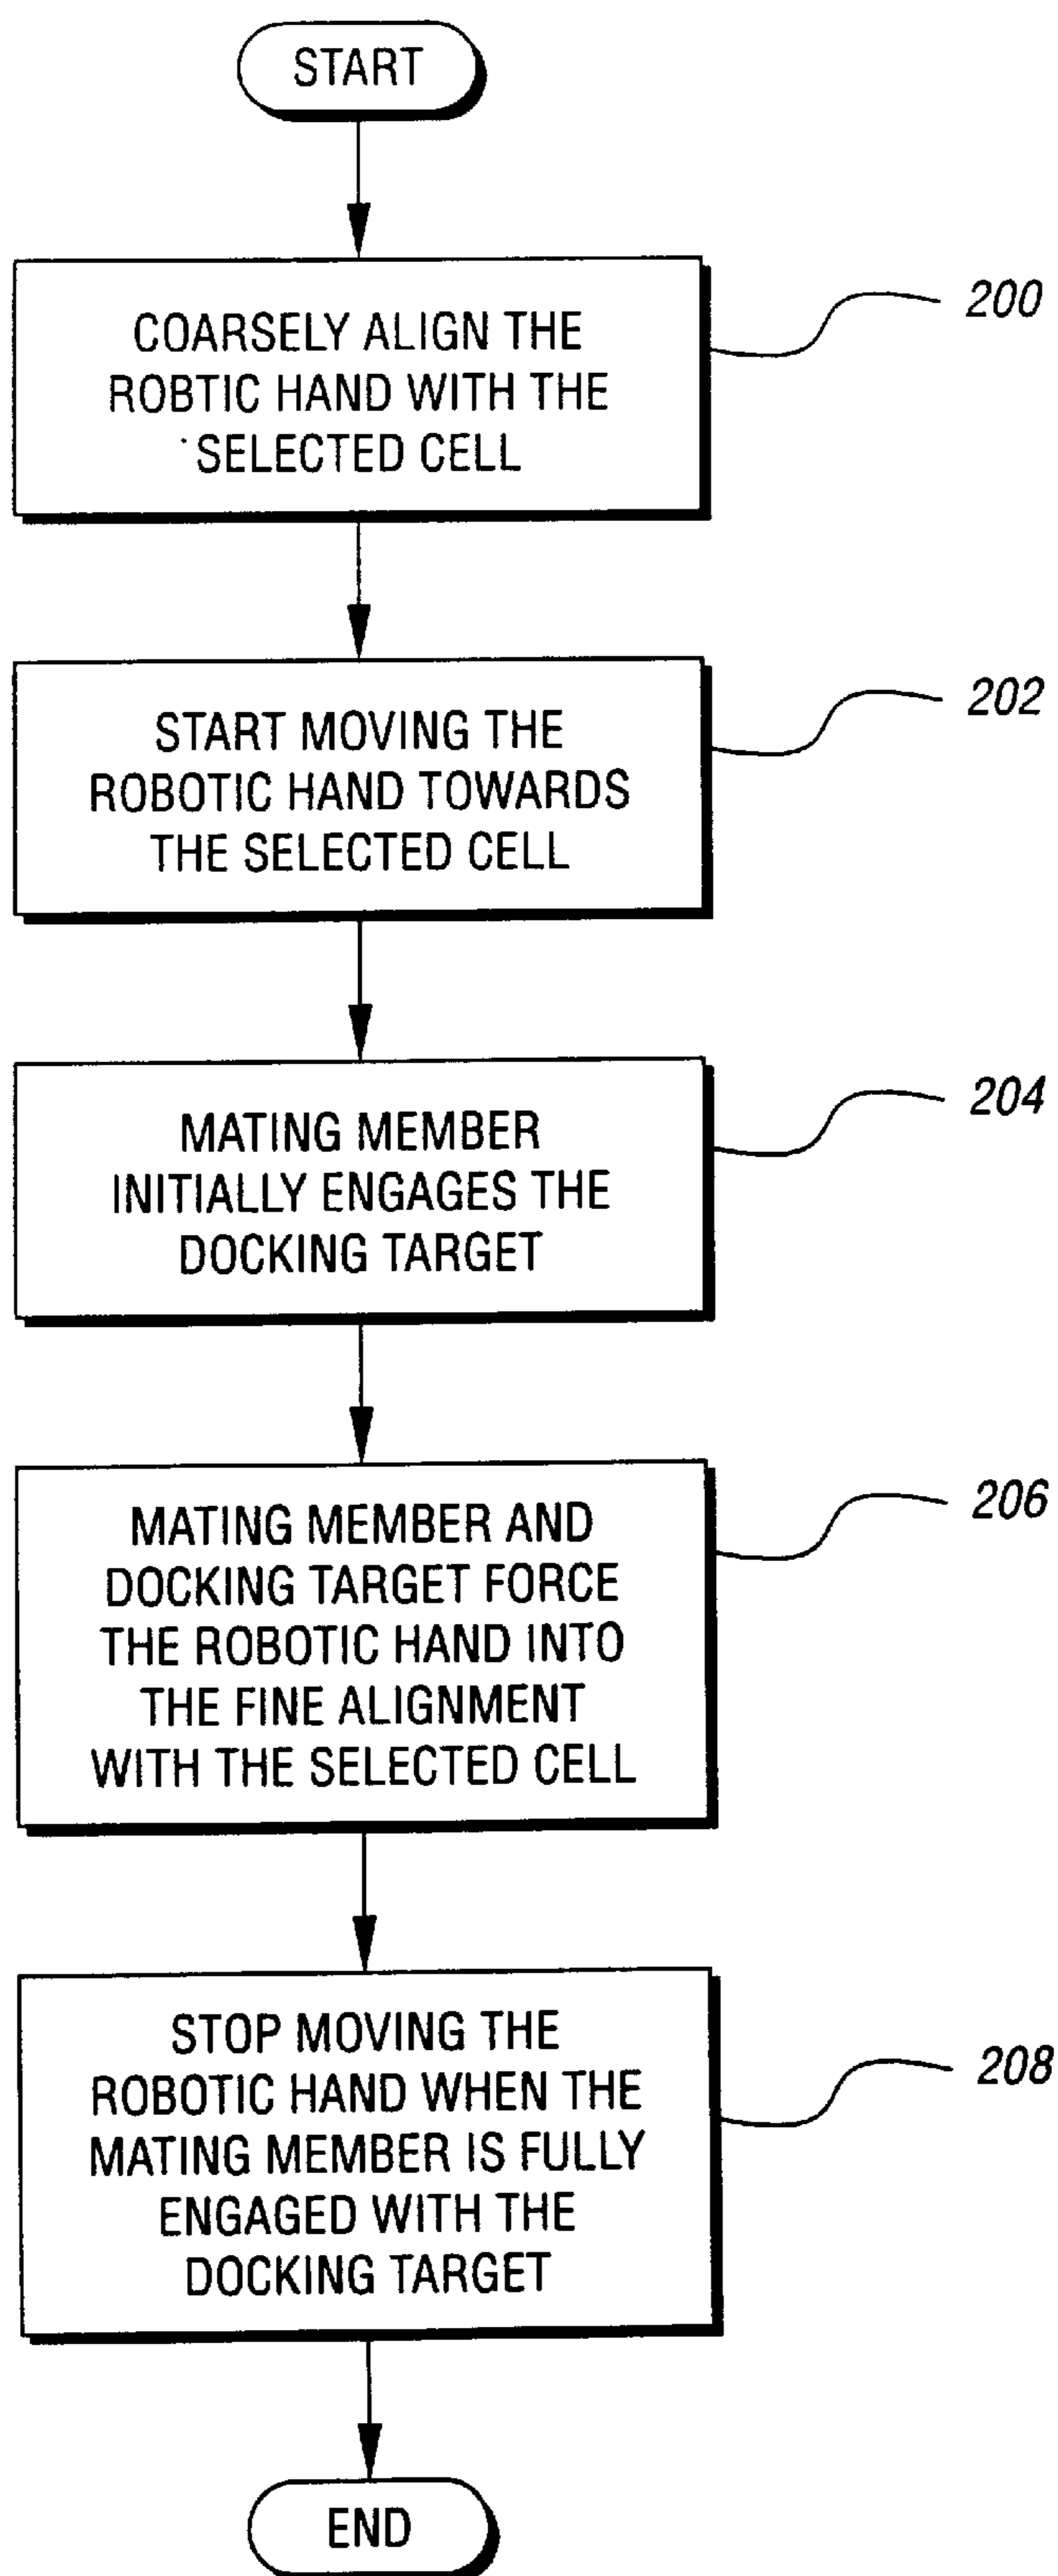 START
COARSELY ALIGN THE
ROBTIC HAND WITH THE
SELECTED CELL
200
START MOVING THE
ROBOTIC HAND TOWARDS
THE SELECTED CELL
202
MATING MEMBER
INITIALLY ENGAGES THE
DOCKING TARGET
204
MATING MEMBER AND
DOCKING TARGET FORCE
THE ROBOTIC HAND INTO
THE FINE ALIGNMENT
WITH THE SELECTED CELL
206
STOP MOVING THE
ROBOTIC HAND WHEN THE
MATING MEMBER IS FULLY
ENGAGED WITH THE
DOCKING TARGET
208
END